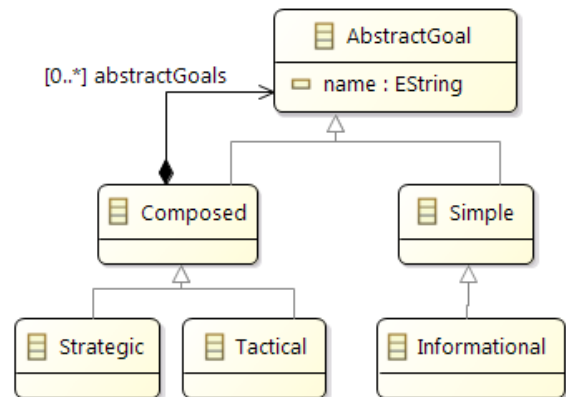 AbstractGoal
[0..*] abstractGoals
name : EString
Composed
Simple
Strategic
Tactical
Informational